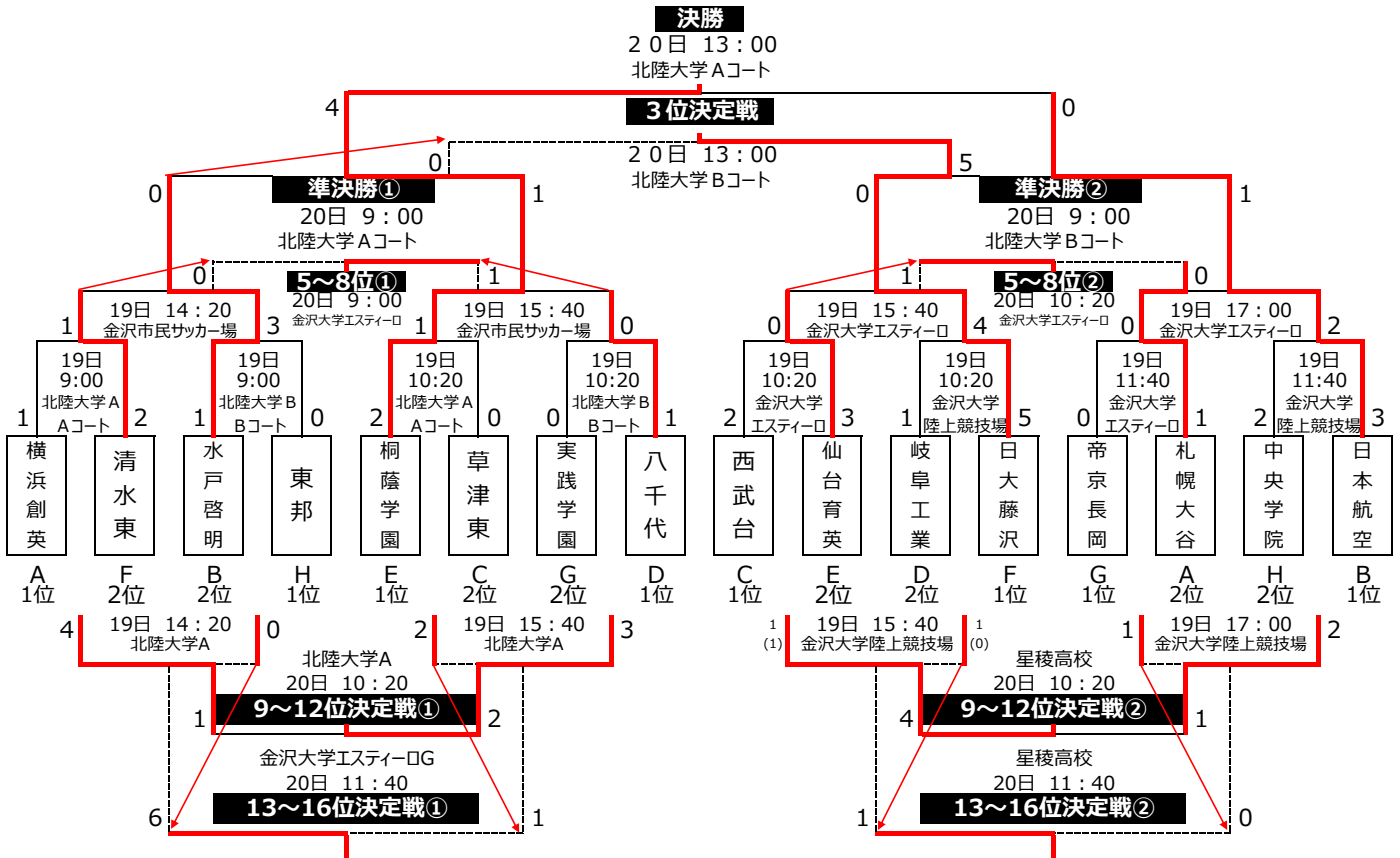 決勝
２０日 13：00
北陸大学Aコート
4
0
３位決定戦
２０日 13：00
北陸大学Bコート
0
5
0
準決勝①
1
0
準決勝②
1
20日 9：00
北陸大学Aコート
20日 9：00
北陸大学Bコート
0
5～8位①
1
1
5～8位②
0
20日 9：00
金沢大学エスティーロ
20日 10：20
金沢大学エスティーロ
1
19日 14：20
金沢市民サッカー場
3
1
19日 15：40
金沢市民サッカー場
0
0
19日 15：40
金沢大学エスティーロ
4
0
19日 17：00
金沢大学エスティーロ
2
1
19日
9:00
北陸大学A
Aコート
2
1
19日
9:00
北陸大学B
Bコート
0
2
19日
10:20
北陸大学A
Aコート
0
0
19日
10:20
北陸大学B
Bコート
1
2
19日
10:20
金沢大学
エスティーロ
3
1
19日
10:20
金沢大学
陸上競技場
5
0
19日
11:40
金沢大学
エスティーロ
1
2
19日
11:40
金沢大学
陸上競技場
3
横浜創英
清水東
水戸啓明
東邦
桐蔭学園
草津東
実践学園
八千代
西武台
仙台育英
岐阜工業
日大藤沢
帝京長岡
札幌大谷
中央学院
日本航空
A
1位
F
2位
B
2位
H
1位
E
1位
C
2位
G
2位
D
1位
C
1位
E
2位
D
2位
F
1位
G
1位
A
2位
H
2位
B
1位
4
19日 14：20
北陸大学A
0
2
19日 15：40
北陸大学A
3
1
(1)
19日 15：40
金沢大学陸上競技場
1
(0)
1
19日 17：00
金沢大学陸上競技場
2
北陸大学A
20日 10：20
1
9～12位決定戦①
2
星稜高校
20日 10：20
4
9～12位決定戦②
1
金沢大学エスティーロG
20日 11：40
6
13～16位決定戦①
1
星稜高校
20日 11：40
1
13～16位決定戦②
0